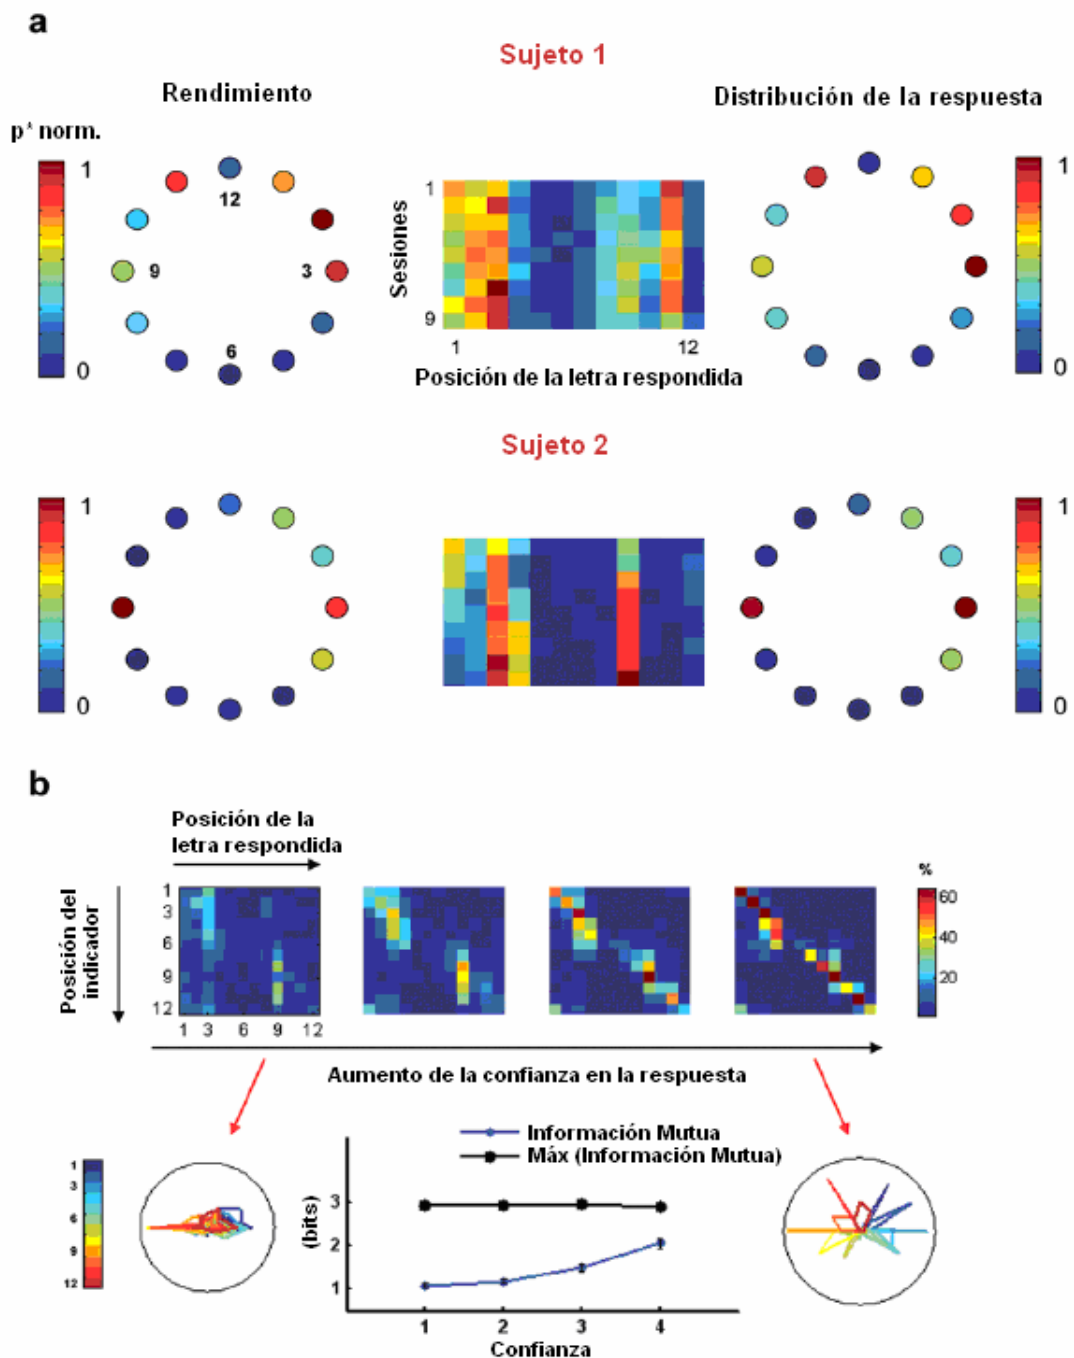 a
Sujeto 1
Rendimiento
Distribución de la respuesta
p* norm.
1
0
12
9
3
6
Sesiones
1
9
1
12
Posición de la letra respondida
1
0
Sujeto 2
1
0
1
0
b
Posición de la
letra respondida
Posición del
indicador
1
3
6
9
12
1 3 6 9 12
%
60
40
20
Aumento de la confianza en la respuesta
1
3
6
9
12
Información Mutua
Máx (Información Mutua)
(bits)
3
2
1
1 2 3 4
Confianza